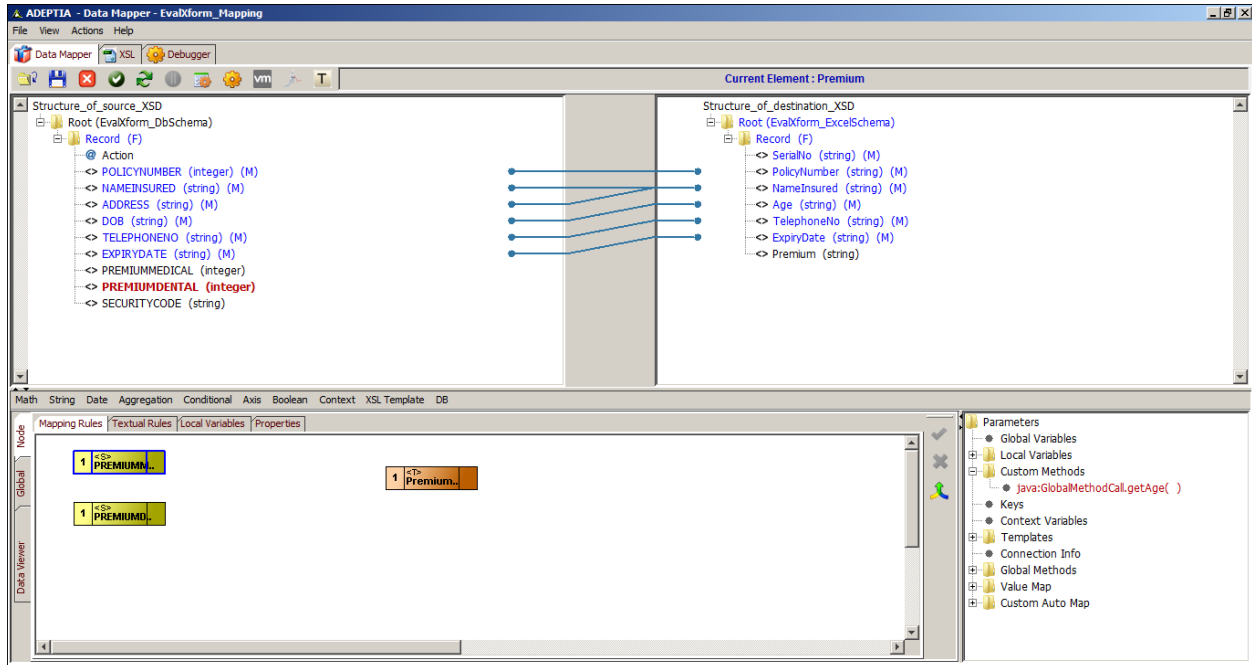 ADEPTIA - Data Mapper - EvalXform_Mapping
File View Actions Help
Data Mapper XSL Debugger
vm T Current Element : Premium
Structure_of_source_XSD
Root (EvalXform_DbSchema)
Record (F)
@ Action
<> POLICYNUMBER (integer) (M)
<> NAMEINSURED (string) (M)
<> ADDRESS (string) (M)
<> DOB (string) (M)
<> TELEPHONENO (string) (M)
<> EXPIRYDATE (string) (M)
<> PREMIUMMEDICAL (integer)
<> PREMIUMDENTAL (integer)
<> SECURITYCODE (string)
Structure_of_destination_XSD
Root (EvalXform_ExcelSchema)
Record (F)
<> SerialNo (string) (M)
<> PolicyNumber (string) (M)
<> NameInsured (string) (M)
<> Age (string) (M)
<> TelephoneNo (string) (M)
<> ExpiryDate (string) (M)
<> Premium (string)
Math String Date Aggregation Conditional Axis Boolean Context XSL Template DB
Node
Global
Data Viewer
Mapping Rules Textual Rules Local Variables Properties
1 <S> PREMIUMM..
1 <S> PREMIUMD..
1 <T> Premium..
Parameters
Global Variables
Local Variables
Custom Methods
java:GlobalMethodCall.getAge( )
Keys
Context Variables
Templates
Connection Info
Global Methods
Value Map
Custom Auto Map